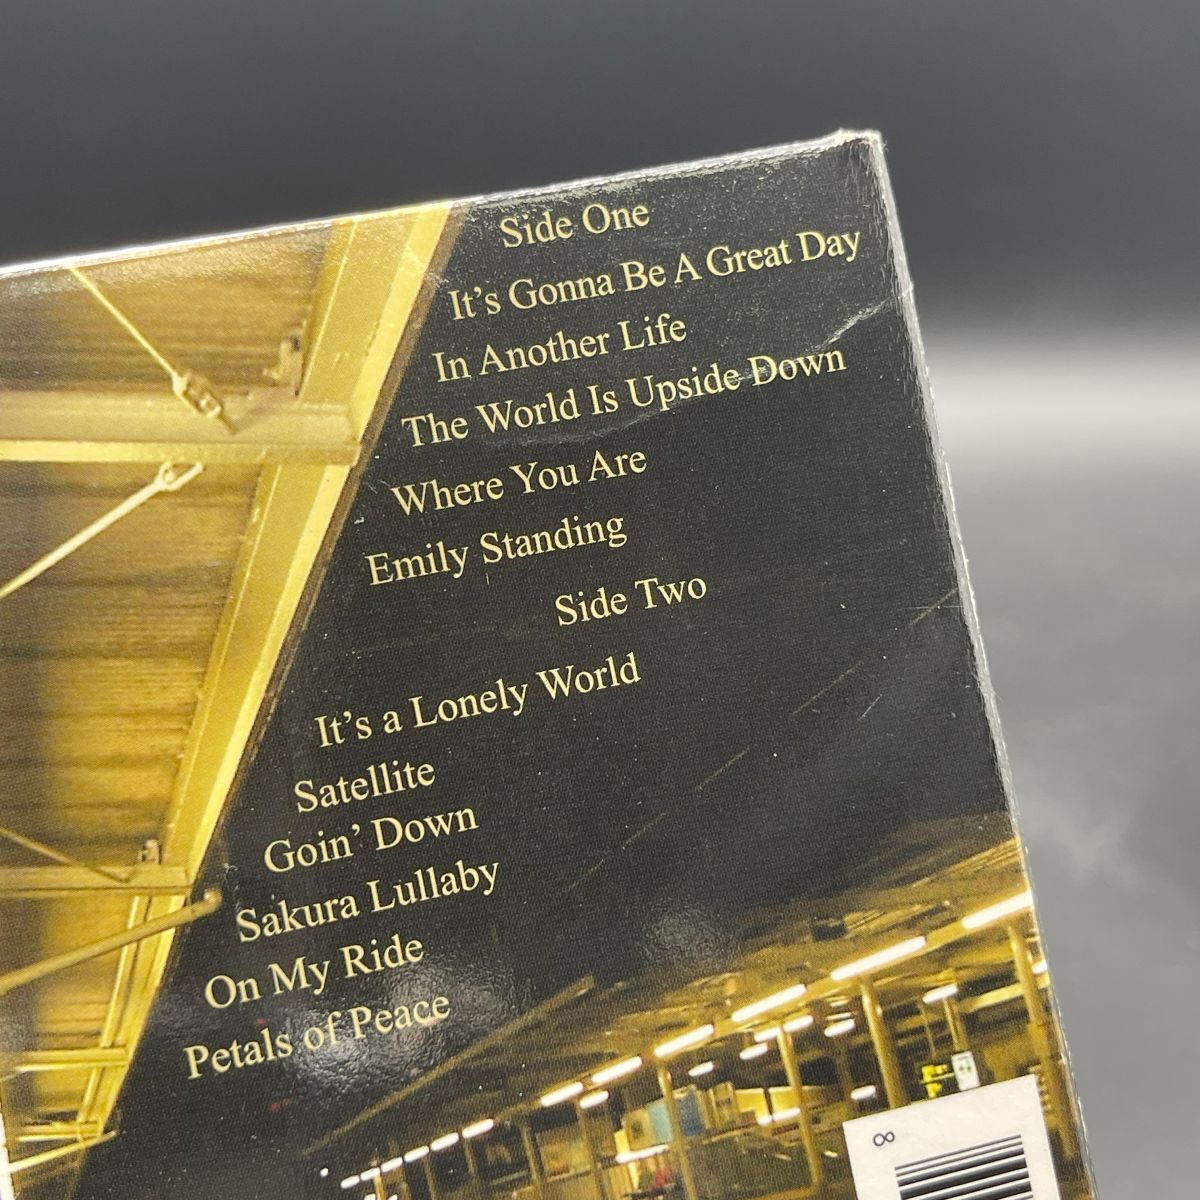 Side One
It's Gonna Be A Great Day
In Another Life
The World Is Upside Down
Where You Are
Emily Standing
Side Two
It's a Lonely World
Satellite
Goin' Down
Sakura Lullaby
On My Ride
Petals of Peace
8